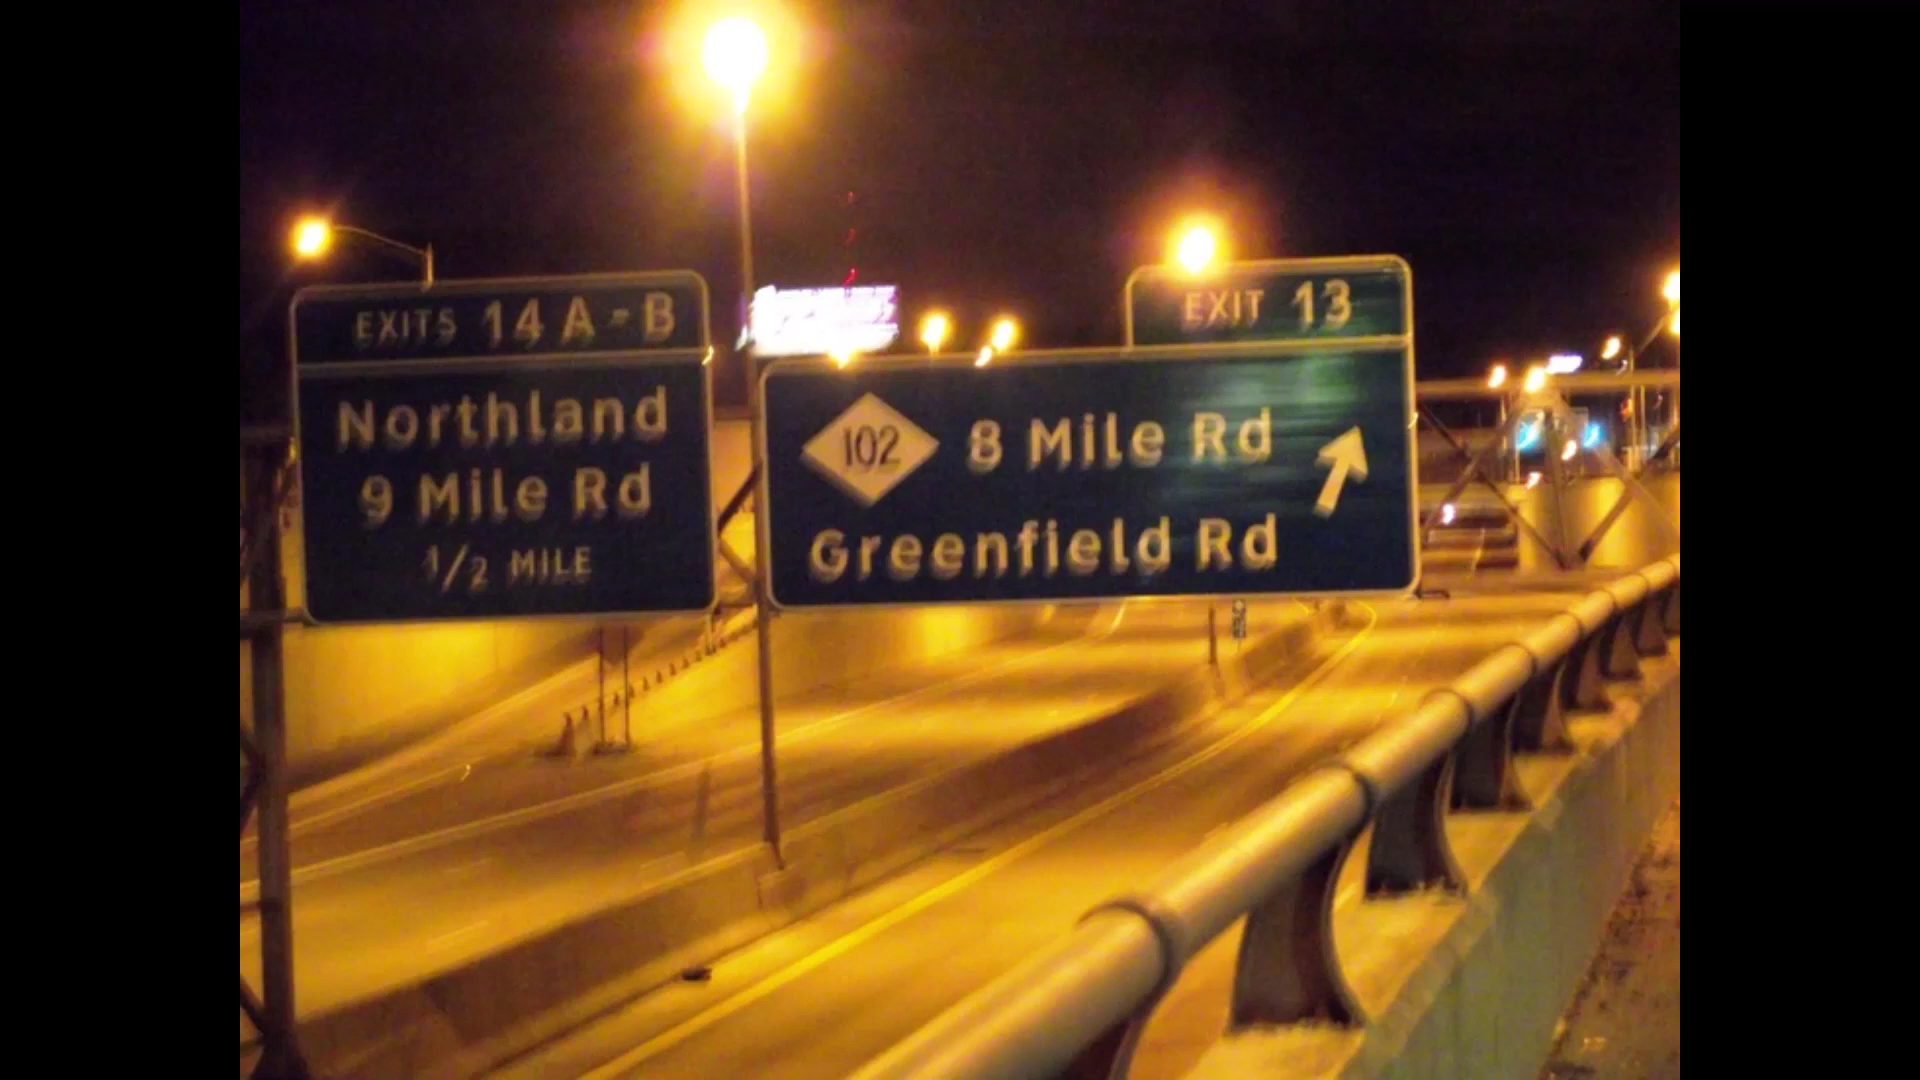 EXITS 14 A - B
Northland
9 Mile Rd
1/2 MILE
EXIT 13
102 8 Mile Rd
Greenfield Rd